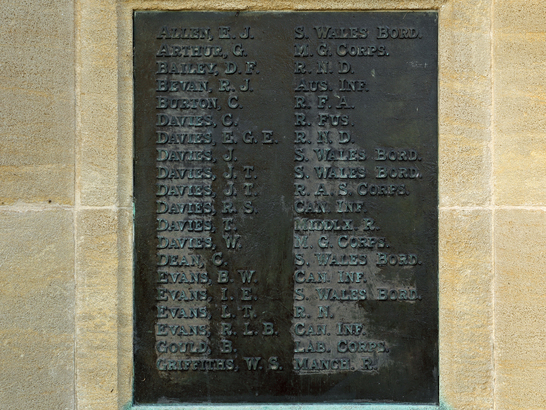 ALLEN, H. J. S. WALES BORD.
ARTHUR, G. M. G. CORPS.
BAILEY, D. F. R. N. D.
BEVAN, R. J. AUS. INF.
BURTON, C. R. F. A.
DAVIES, C. R. FUS.
DAVIES, E. G. E. R. N. D.
DAVIES, J. S. WALES BORD.
DAVIES, J. T. S. WALES BORD.
DAVIES, J. T. R. A. S. CORPS.
DAVIES, R. S. CAN. INF.
DAVIES, T. MIDDLX R.
DAVIES, W. M. G. CORPS.
DEAN, C. S. WALES BORD.
EVANS, B. W. CAN. INF.
EVANS, I. E. S. WALES BORD.
EVANS, L. T. R. N.
EVANS, R. L. B. CAN. INF.
GOULD, B. LAB. CORPS.
GRIFFITHS, W. S. MANCH. R.